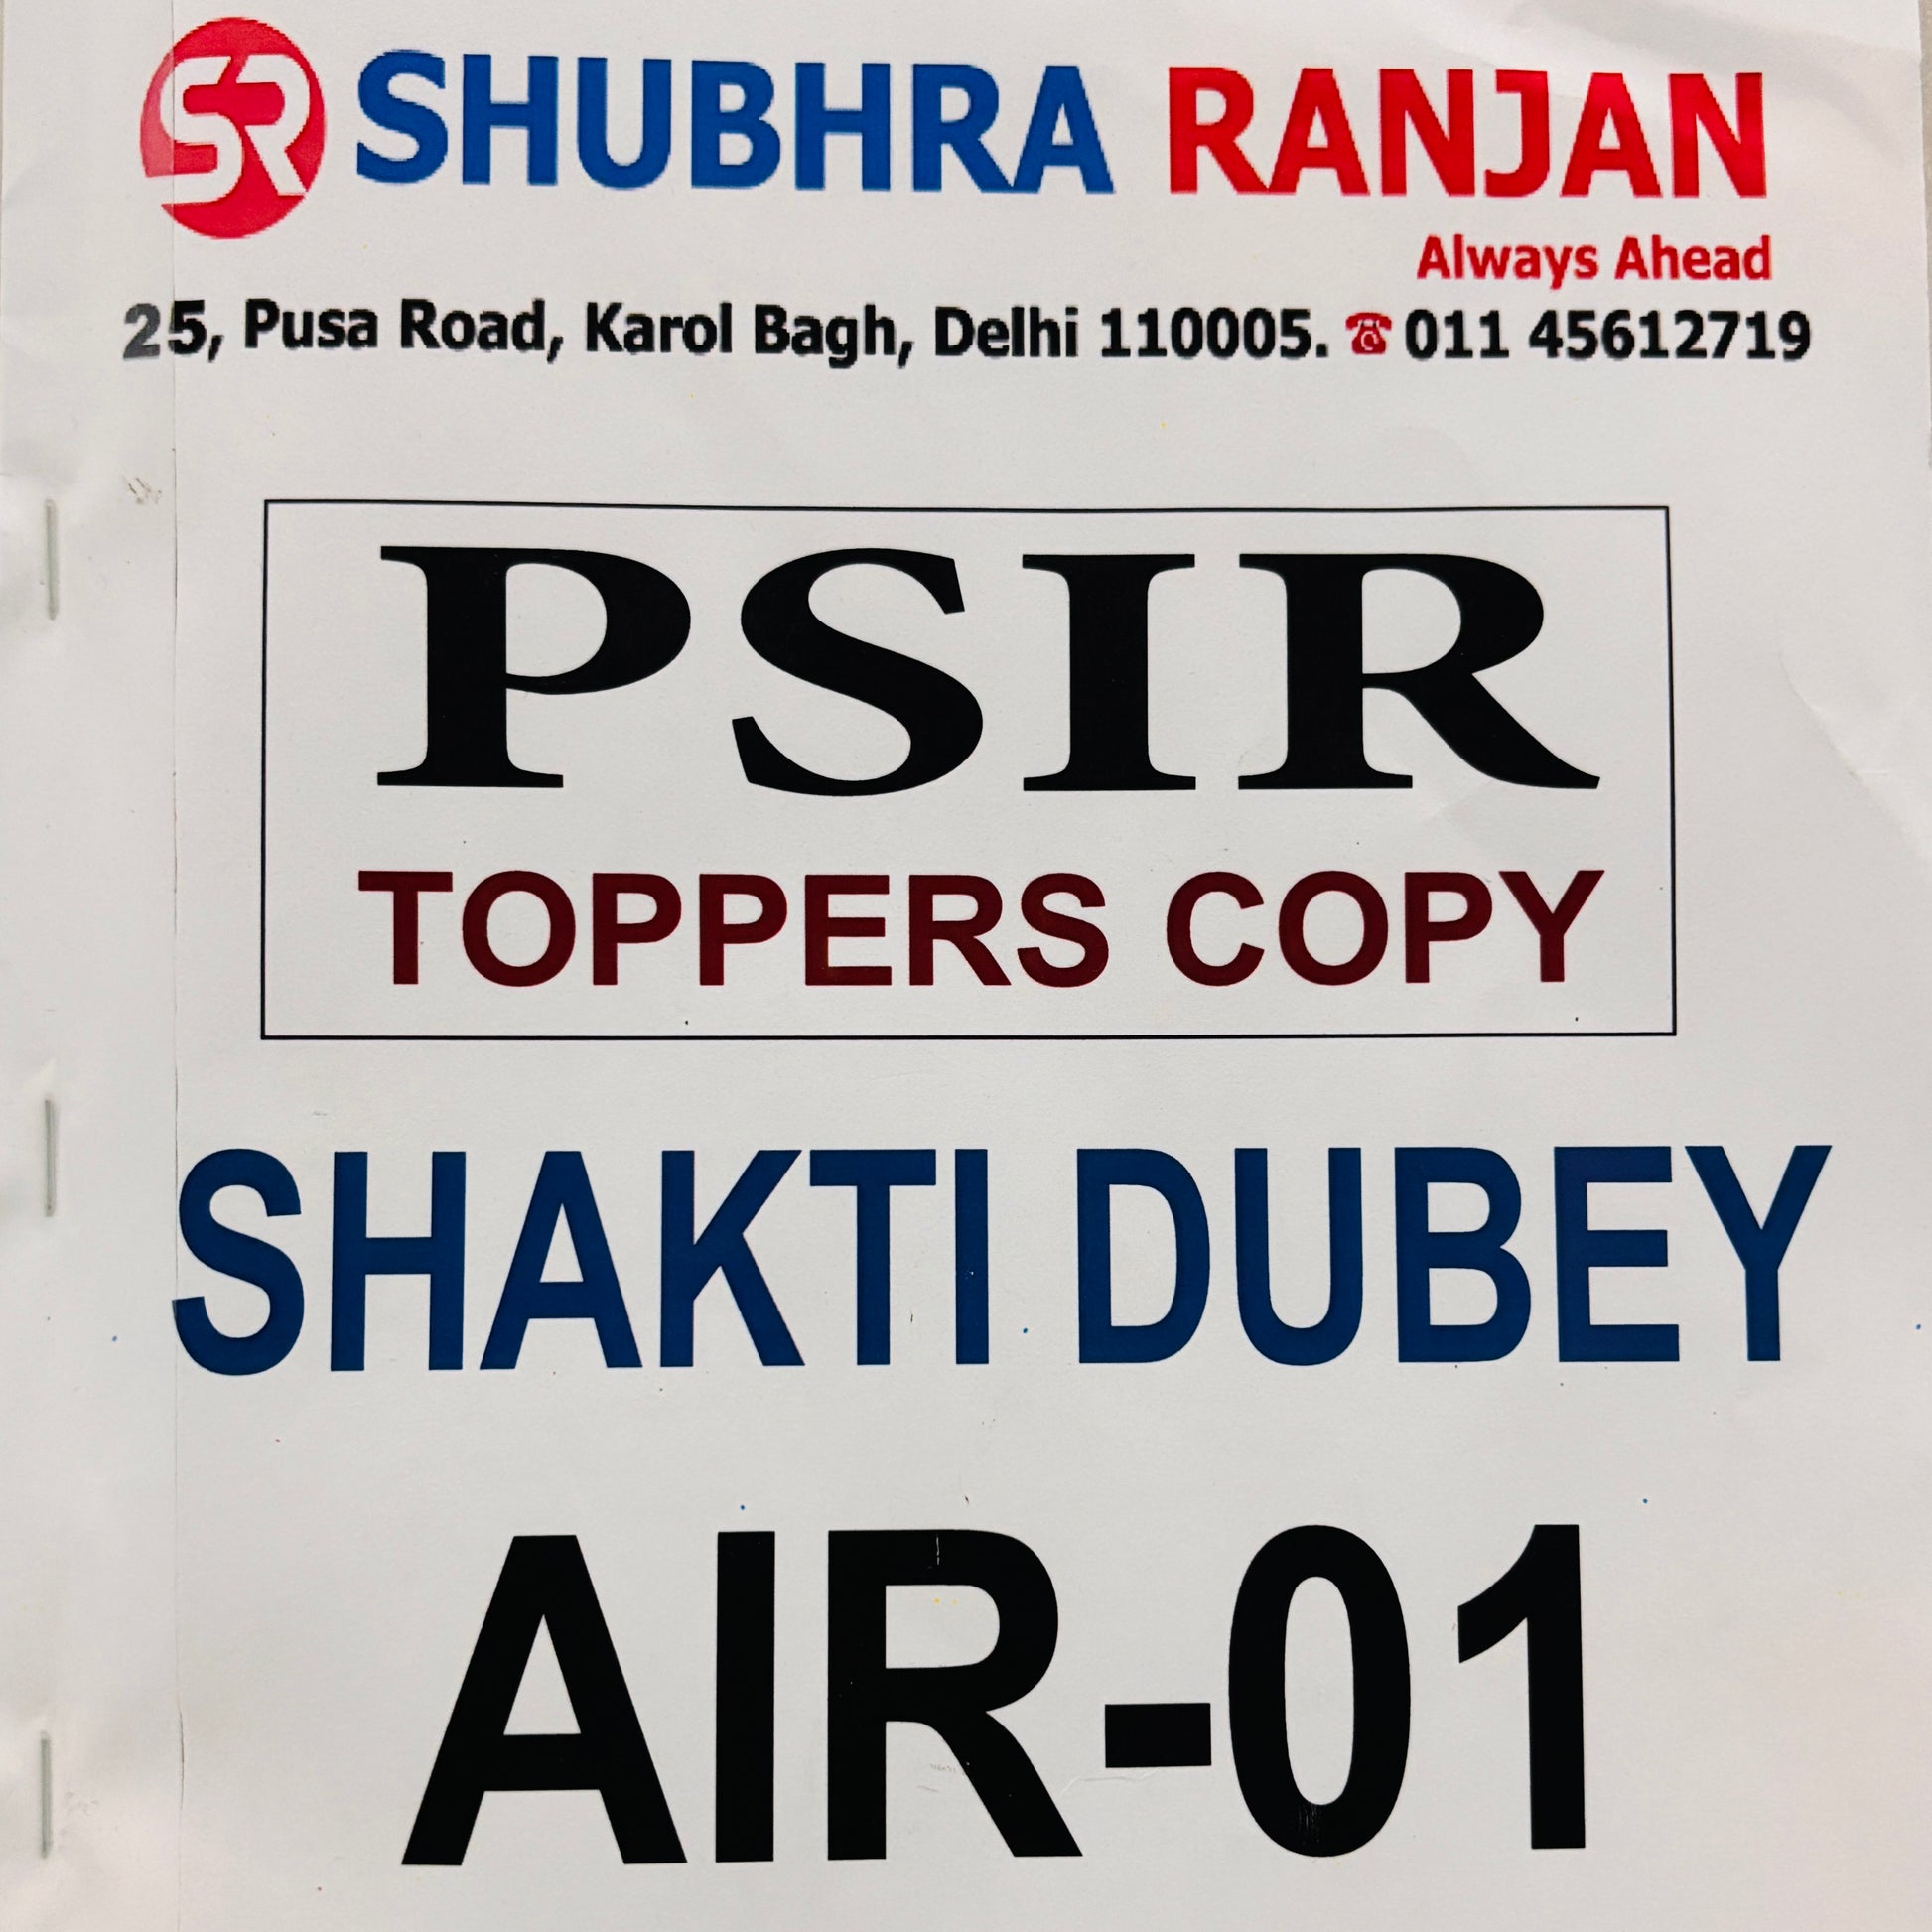 SR SHUBHRA RANJAN
Always Ahead
25, Pusa Road, Karol Bagh, Delhi 110005. ☎ 011 45612719
PSIR
TOPPERS COPY
SHAKTI DUBEY
AIR-01